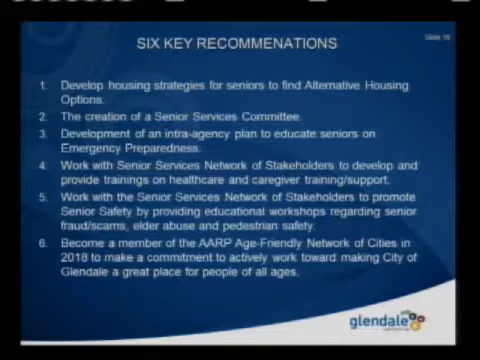 SIX KEY RECOMMENATIONS
Slide 16
1. Develop housing strategies for seniors to find Alternative Housing
Options.
2. The creation of a Senior Services Committee.
3. Development of an intra-agency plan to educate seniors on
Emergency Preparedness.
4. Work with Senior Services Network of Stakeholders to develop and
provide trainings on healthcare and caregiver training/support.
5. Work with the Senior Services Network of Stakeholders to promote
Senior Safety by providing educational workshops regarding senior
fraud/scams, elder abuse and pedestrian safety.
6. Become a member of the AARP Age-Friendly Network of Cities in
2018 to make a commitment to actively work toward making City of
Glendale a great place for people of all ages.
glendale